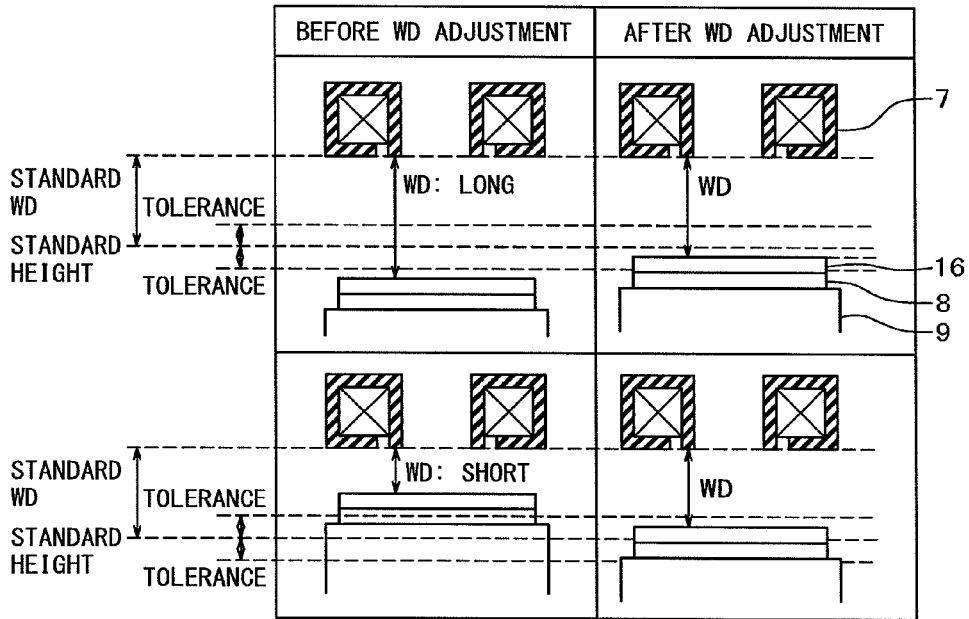 BEFORE WD ADJUSTMENT
AFTER WD ADJUSTMENT
7
STANDARD
WD
WD: LONG
WD
TOLERANCE
STANDARD
HEIGHT
TOLERANCE
16
8
9
STANDARD
WD
WD: SHORT
WD
TOLERANCE
STANDARD
HEIGHT
TOLERANCE